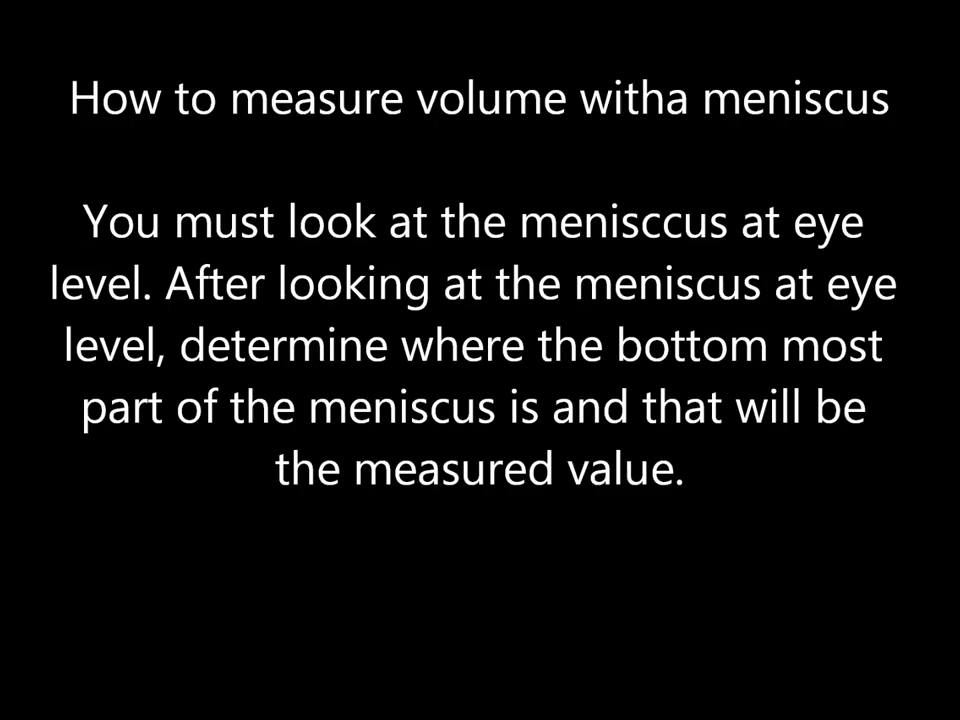 How to measure volume witha meniscus
You must look at the menisccus at eye
level. After looking at the meniscus at eye
level, determine where the bottom most
part of the meniscus is and that will be
the measured value.